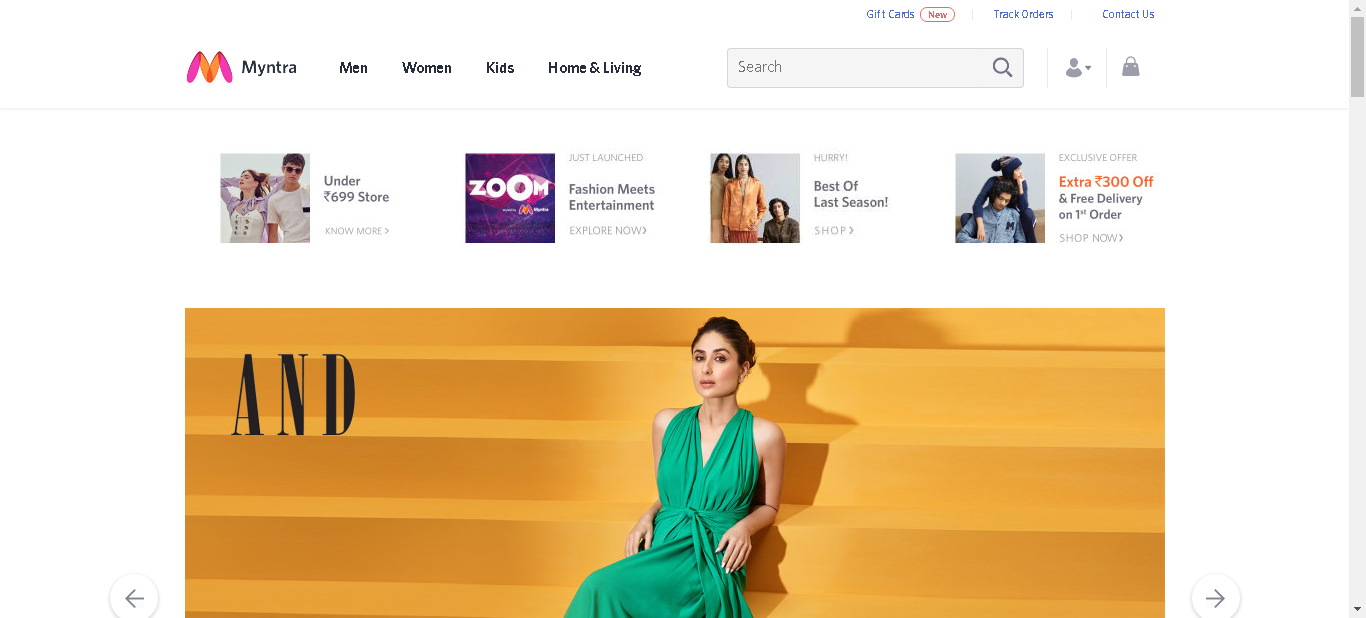 Gift Cards New Track Orders Contact Us
Myntra Men Women Kids Home & Living Search
Under
₹699 Store
KNOW MORE >
ZOOM
Myntra
JUST LAUNCHED
Fashion Meets
Entertainment
EXPLORE NOW>
HURRY!
Best Of
Last Season!
SHOP >
EXCLUSIVE OFFER
Extra ₹300 Off
& Free Delivery
on 1st Order
SHOP NOW>
AND